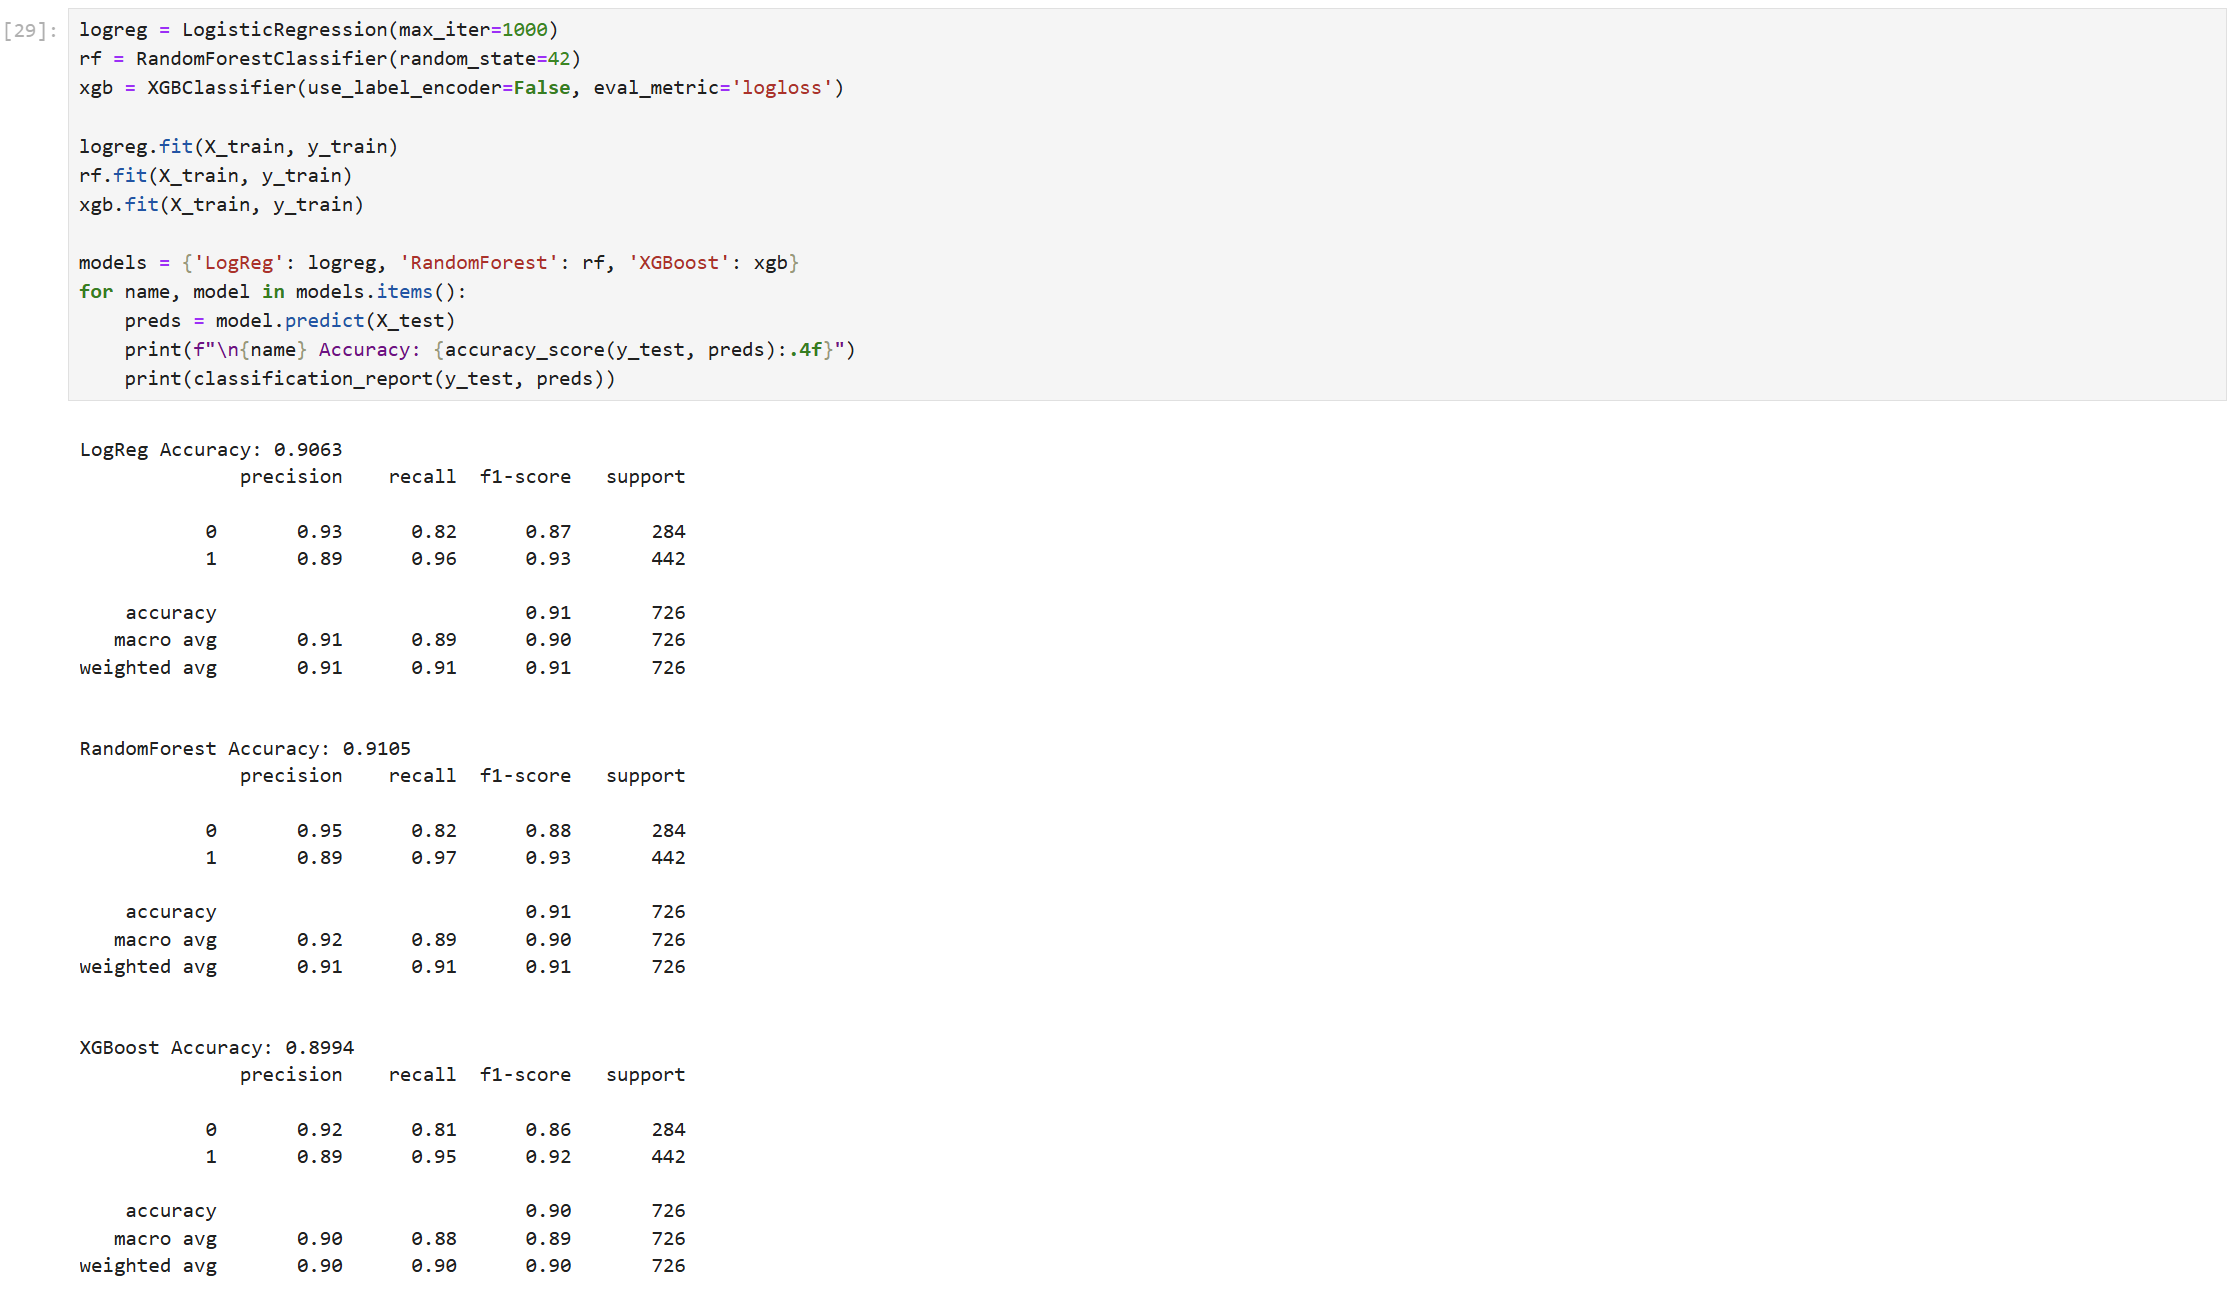 [29]:
logreg = LogisticRegression(max_iter=1000)
rf = RandomForestClassifier(random_state=42)
xgb = XGBClassifier(use_label_encoder=False, eval_metric='logloss')
logreg.fit(X_train, y_train)
rf.fit(X_train, y_train)
xgb.fit(X_train, y_train)
models = {'LogReg': logreg, 'RandomForest': rf, 'XGBoost': xgb}
for name, model in models.items():
    preds = model.predict(X_test)
    print(f"\n{name} Accuracy: {accuracy_score(y_test, preds):.4f}")
    print(classification_report(y_test, preds))
LogReg Accuracy: 0.9063
precision recall f1-score support
0 0.93 0.82 0.87 284
1 0.89 0.96 0.93 442
accuracy 0.91 726
macro avg 0.91 0.89 0.90 726
weighted avg 0.91 0.91 0.91 726
RandomForest Accuracy: 0.9105
precision recall f1-score support
0 0.95 0.82 0.88 284
1 0.89 0.97 0.93 442
accuracy 0.91 726
macro avg 0.92 0.89 0.90 726
weighted avg 0.91 0.91 0.91 726
XGBoost Accuracy: 0.8994
precision recall f1-score support
0 0.92 0.81 0.86 284
1 0.89 0.95 0.92 442
accuracy 0.90 726
macro avg 0.90 0.88 0.89 726
weighted avg 0.90 0.90 0.90 726